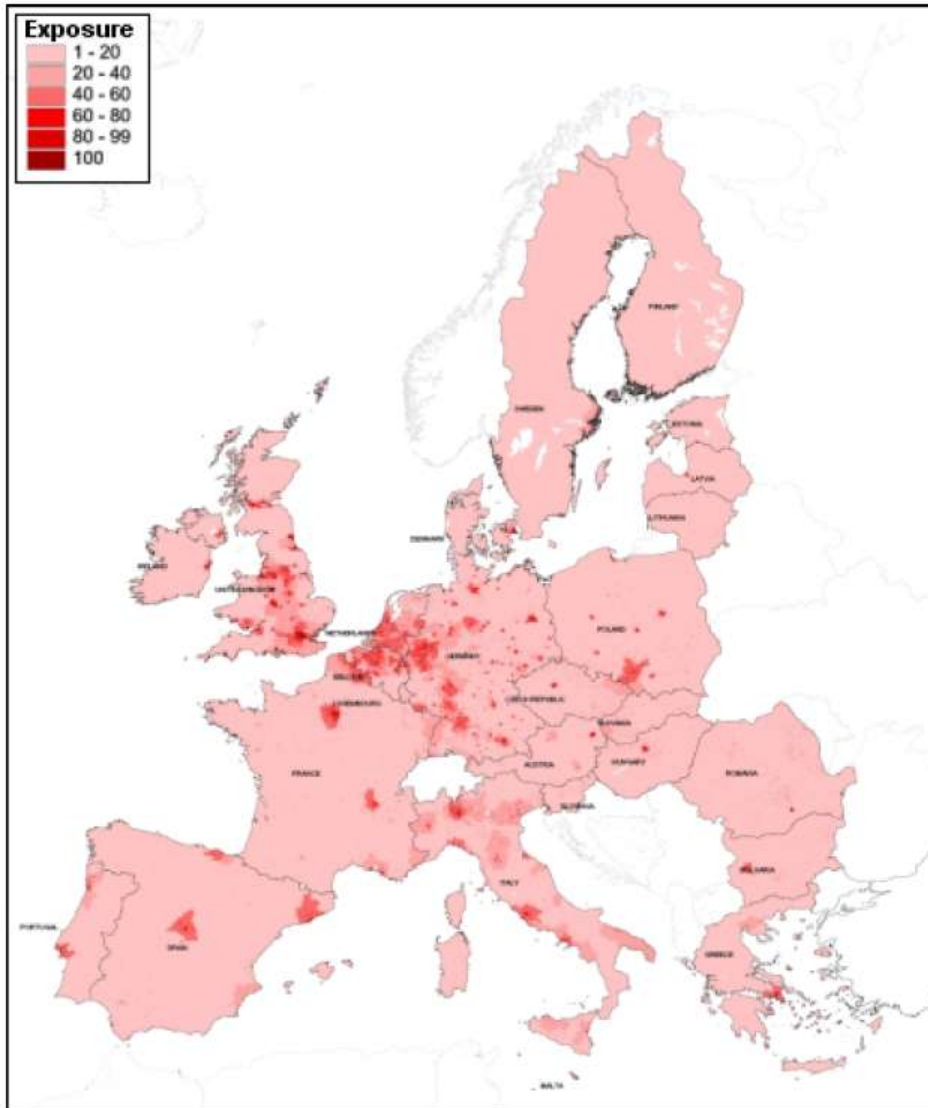 Exposure
1 - 20
20 - 40
40 - 60
60 - 80
80 - 99
100
FINLAND
SWEDEN
ESTONIA
LATVIA
LITHUANIA
DENMARK
IRELAND
UNITED KINGDOM
NETHERLANDS
POLAND
GERMANY
BELGIUM
CZECH REPUBLIC
LUXEMBOURG
SLOVAKIA
AUSTRIA
HUNGARY
FRANCE
ROMANIA
SLOVENIA
BULGARIA
ITALY
PORTUGAL
SPAIN
GREECE
MALTA